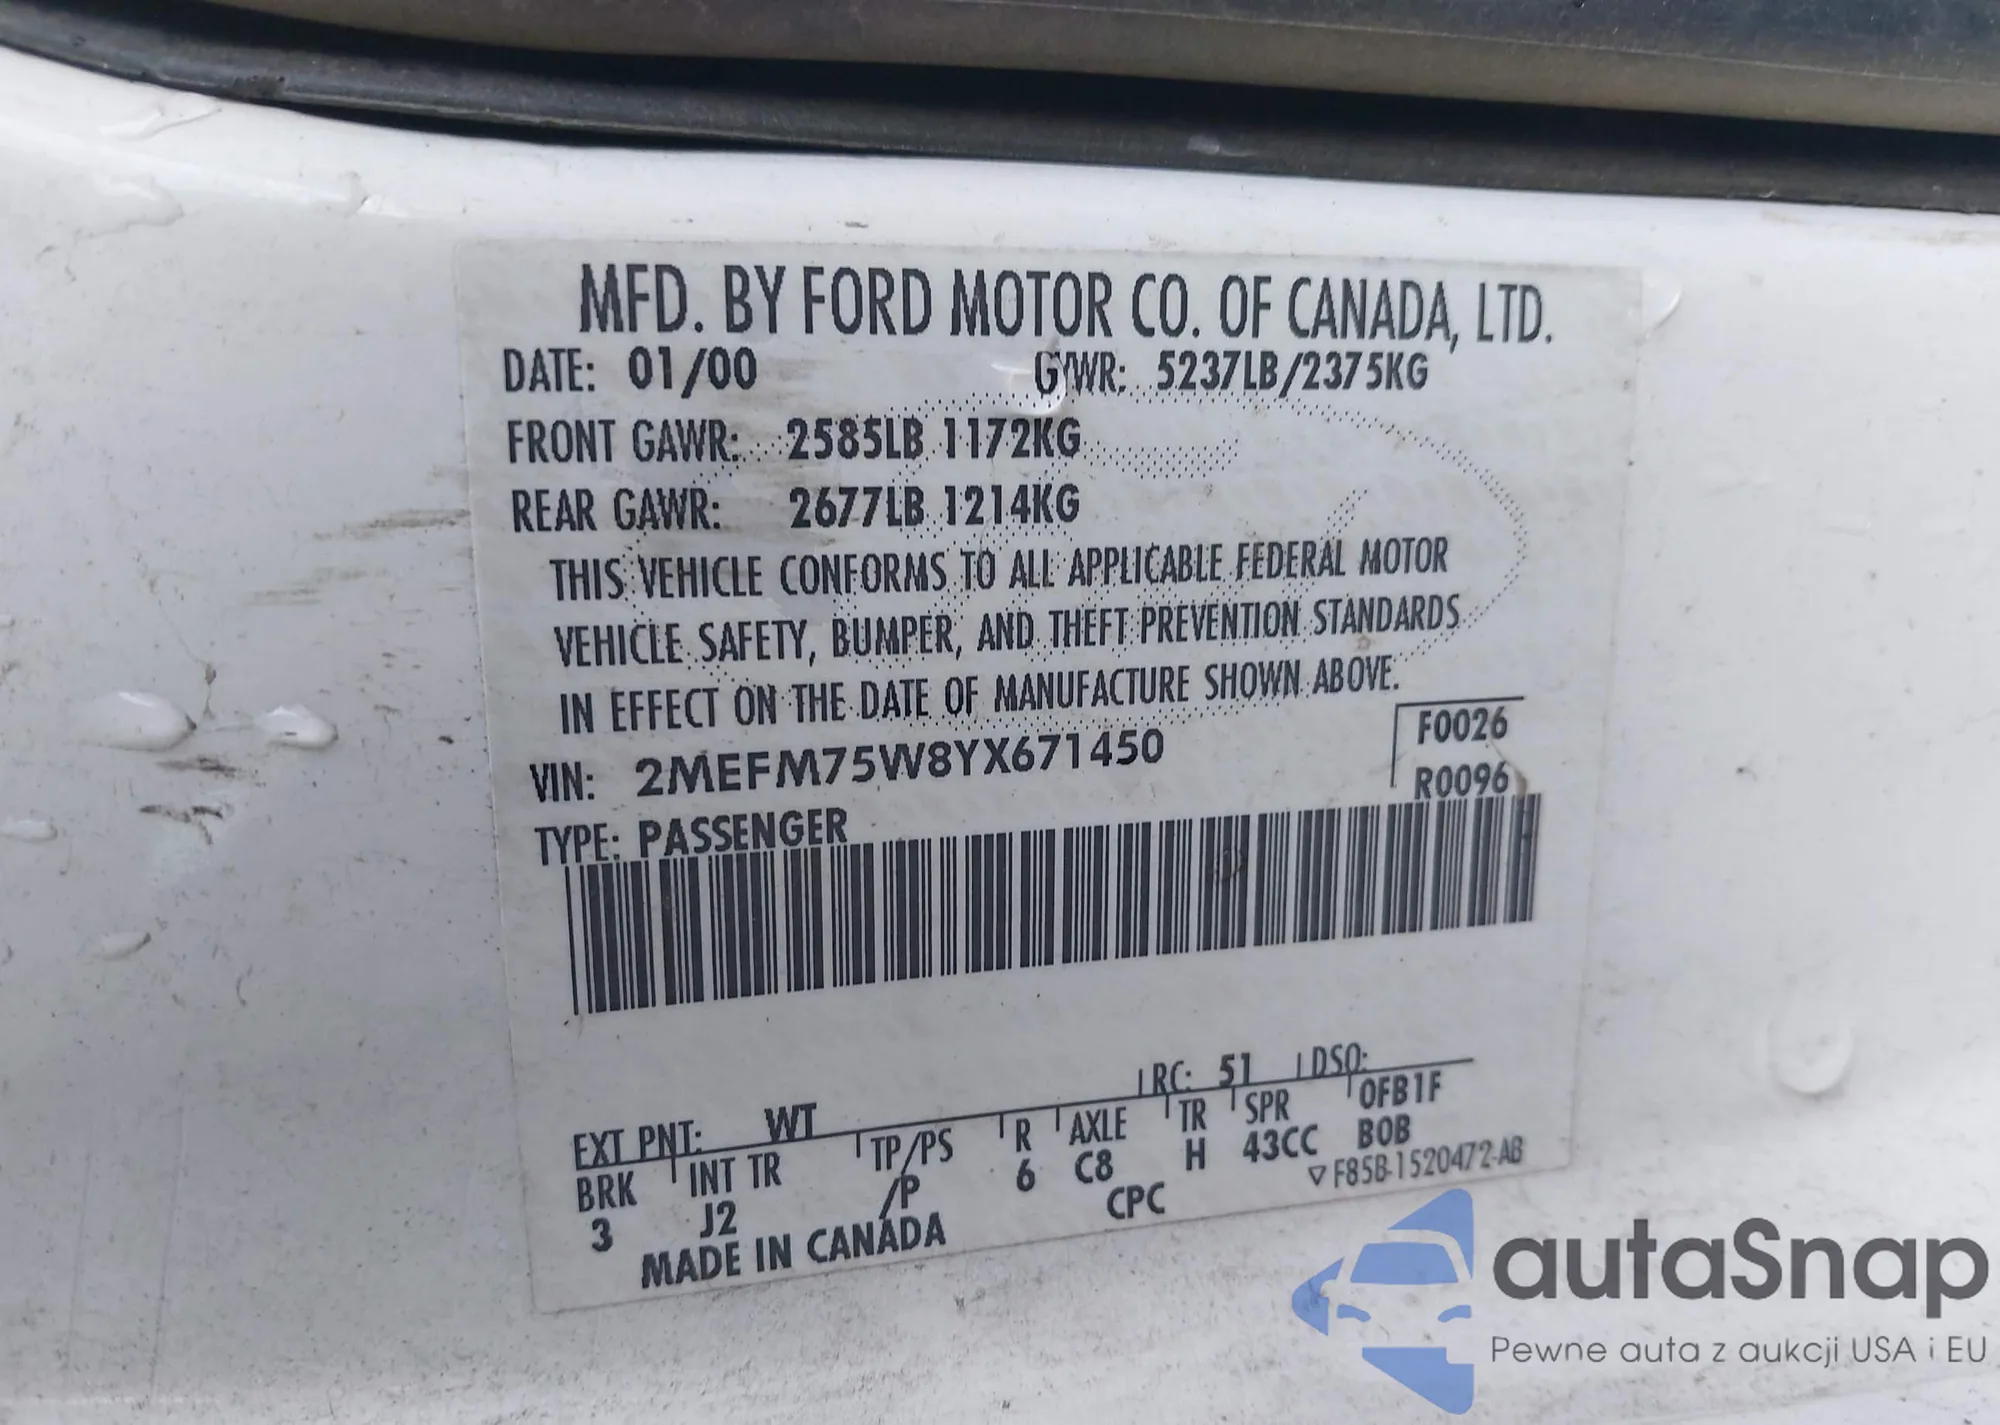 MFD. BY FORD MOTOR CO. OF CANADA, LTD.
DATE: 01/00 GVWR: 5237LB/2375KG
FRONT GAWR: 2585LB 1172KG
REAR GAWR: 2677LB 1214KG
THIS VEHICLE CONFORMS TO ALL APPLICABLE FEDERAL MOTOR
VEHICLE SAFETY, BUMPER, AND THEFT PREVENTION STANDARDS
IN EFFECT ON THE DATE OF MANUFACTURE SHOWN ABOVE.
VIN: 2MEFM75W8YX671450 F0026
TYPE: PASSENGER R0096
EXT PNT: WT RC: 51 DSO:
BRK INT TR TP/PS R AXLE TR SPR 0FB1F
3 J2 /P 6 C8 H 43CC B0B
MADE IN CANADA CPC ▽F85B-1520472-AB
autaSnap
Pewne auta z aukcji USA i EU